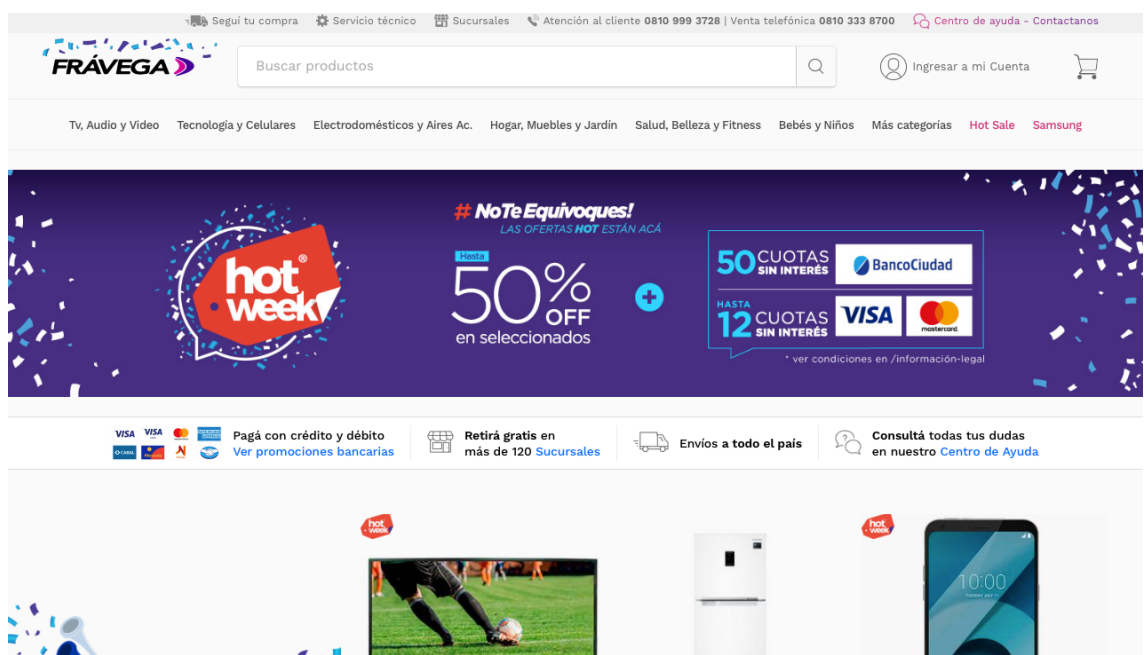 Seguí tu compra Servicio técnico Sucursales Atención al cliente 0810 999 3728 | Venta telefónica 0810 333 8700 Centro de ayuda - Contactanos
FRÁVEGA Buscar productos Ingresar a mi Cuenta
Tv, Audio y Video Tecnología y Celulares Electrodomésticos y Aires Ac. Hogar, Muebles y Jardín Salud, Belleza y Fitness Bebés y Niños Más categorías Hot Sale Samsung
hot®
week
# NoTeEquivoques!
LAS OFERTAS HOT ESTÁN ACÁ
Hasta
50% OFF
en seleccionados
+
50 CUOTAS SIN INTERÉS BancoCiudad
HASTA
12 CUOTAS SIN INTERÉS VISA mastercard
* ver condiciones en /información-legal
VISA VISA
CABAL
Pagá con crédito y débito
Ver promociones bancarias
Retirá gratis en
más de 120 Sucursales
Envíos a todo el país
Consultá todas tus dudas
en nuestro Centro de Ayuda
hot
week
hot
week
10:00